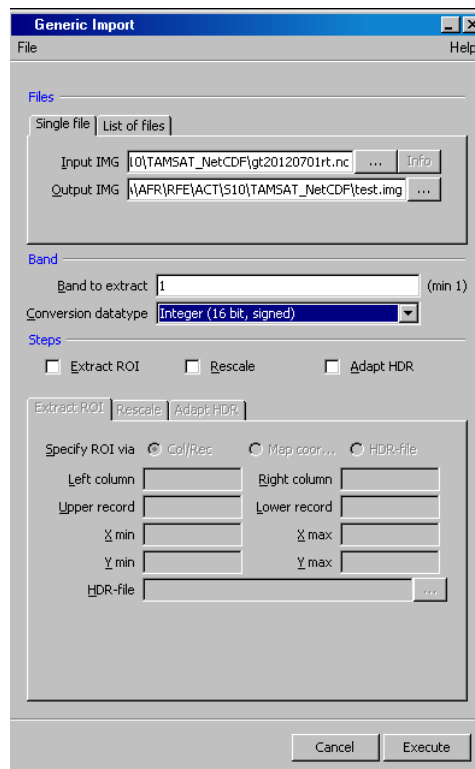 Generic Import
File Help
Files
Single file List of files
Input IMG l0\TAMSAT_NetCDF\gt20120701rt.nc ... Info
Output IMG \AFR\RFE\ACT\S10\TAMSAT_NetCDF\test.img ...
Band
Band to extract 1 (min 1)
Conversion datatype Integer (16 bit, signed)
Steps
Extract ROI Rescale Adapt HDR
Extract ROI Rescale Adapt HDR
Specify ROI via Col/Rec Map coor... HDR-file
Left column Right column
Upper record Lower record
X min X max
Y min Y max
HDR-file ...
Cancel Execute